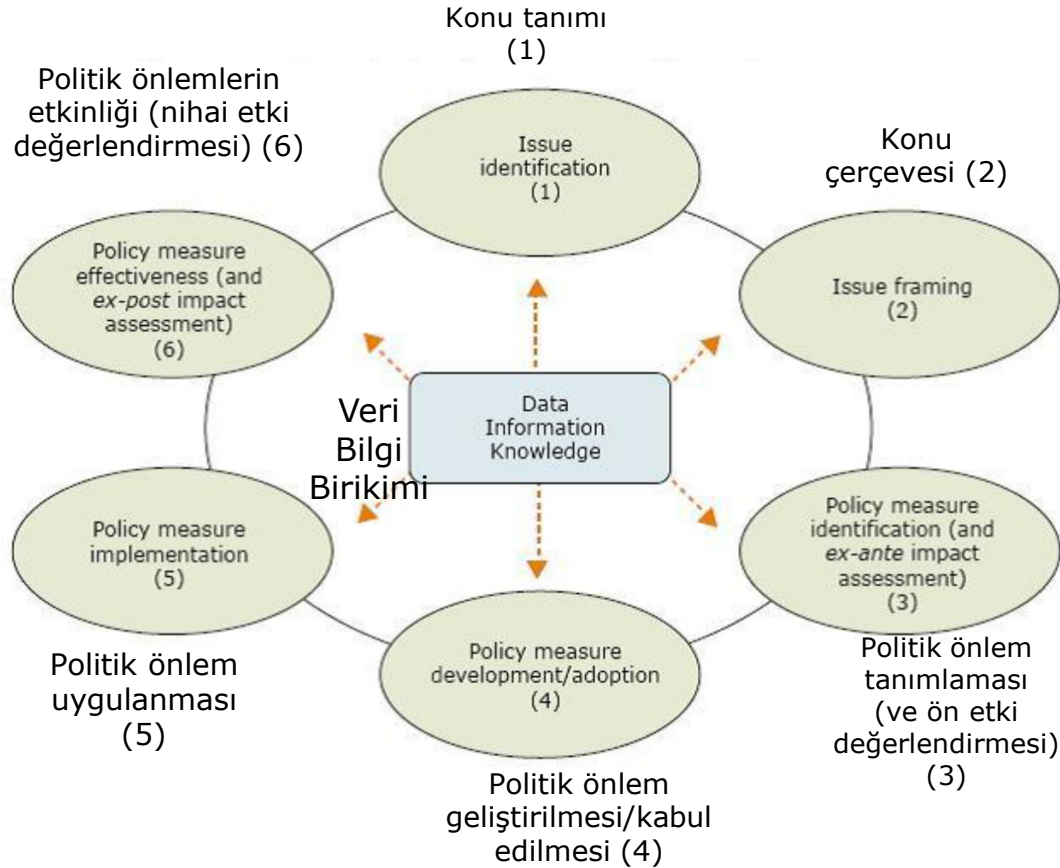 Konu tanımı
(1)
Politik önlemlerin
etkinliği (nihai etki
değerlendirmesi) (6)
Issue
identification
(1)
Konu
çerçevesi (2)
Policy measure
effectiveness (and
ex-post impact
assessment)
(6)
Issue framing
(2)
Veri
Bilgi
Birikimi
Data
Information
Knowledge
Policy measure
implementation
(5)
Policy measure
identification (and
ex-ante impact
assessment)
(3)
Politik önlem
uygulanması
(5)
Policy measure
development/adoption
(4)
Politik önlem
tanımlaması
(ve ön etki
değerlendirmesi)
(3)
Politik önlem
geliştirilmesi/kabul
edilmesi (4)